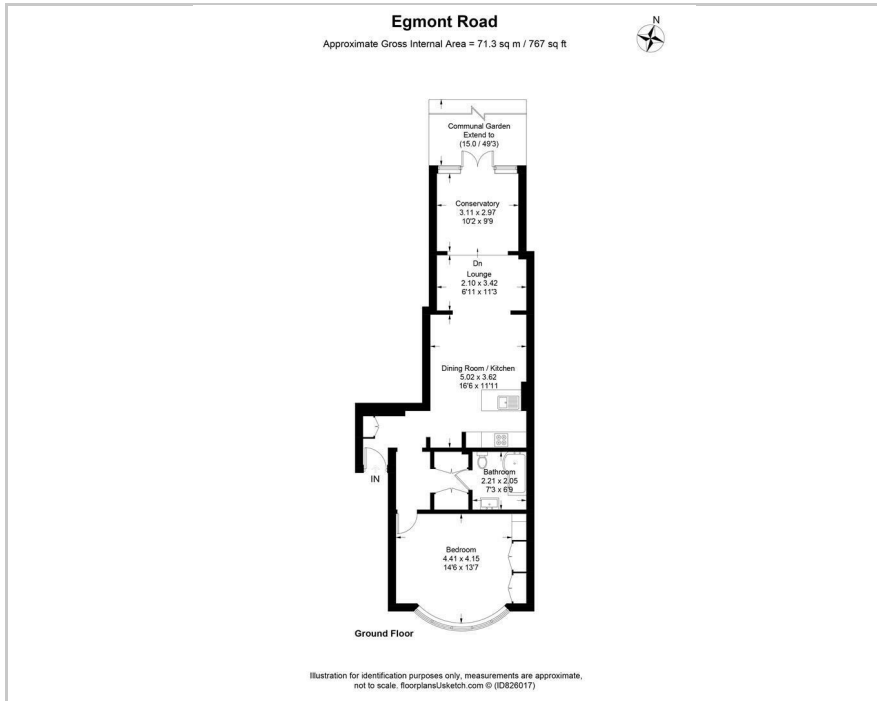 Egmont Road
Approximate Gross Internal Area = 71.3 sq m / 767 sq ft
N
Communal Garden
Extend to
(15.0 / 49'3)
Conservatory
3.11 x 2.97
10'2 x 9'9
Dn
Lounge
2.10 x 3.42
6'11 x 11'3
Dining Room / Kitchen
5.02 x 3.62
16'6 x 11'11
IN
Bathroom
2.21 x 2.05
7'3 x 6'9
Bedroom
4.41 x 4.15
14'6 x 13'7
Ground Floor
Illustration for identification purposes only, measurements are approximate,
not to scale. floorplansUsketch.com © (ID826017)